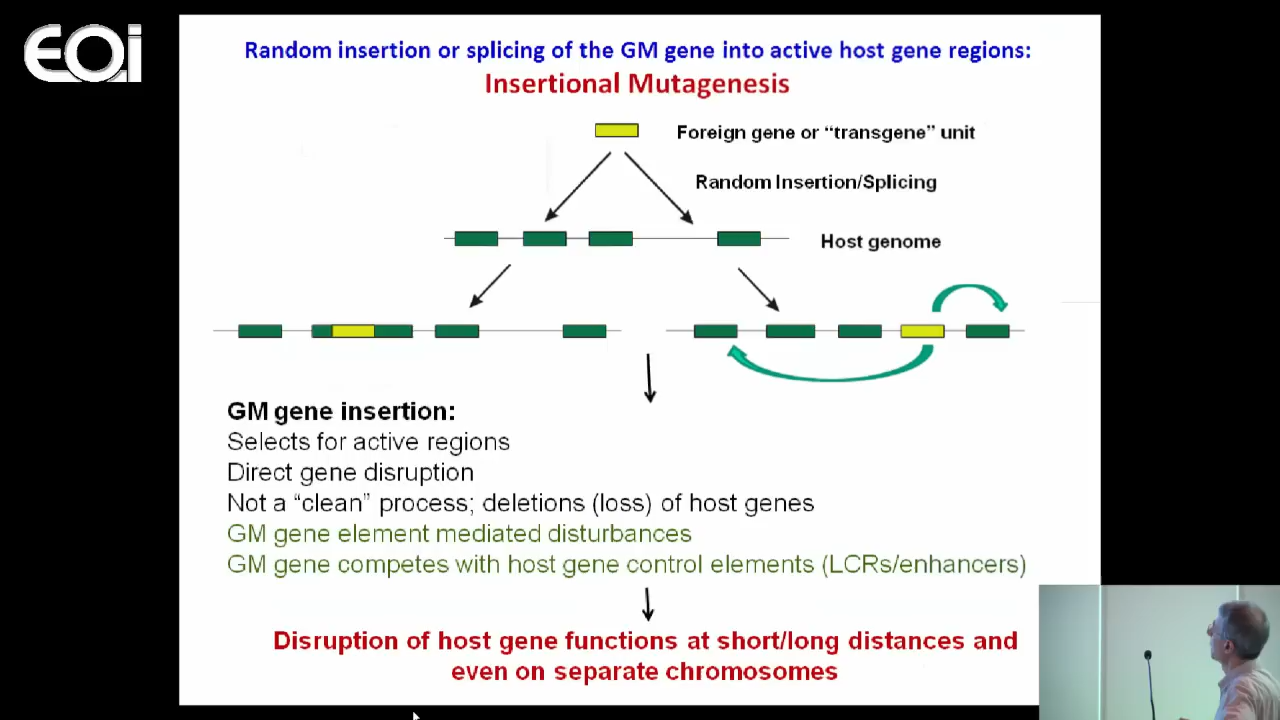 EOi
Random insertion or splicing of the GM gene into active host gene regions:
Insertional Mutagenesis
Foreign gene or “transgene” unit
Random Insertion/Splicing
Host genome
GM gene insertion:
Selects for active regions
Direct gene disruption
Not a “clean” process; deletions (loss) of host genes
GM gene element mediated disturbances
GM gene competes with host gene control elements (LCRs/enhancers)
Disruption of host gene functions at short/long distances and
even on separate chromosomes